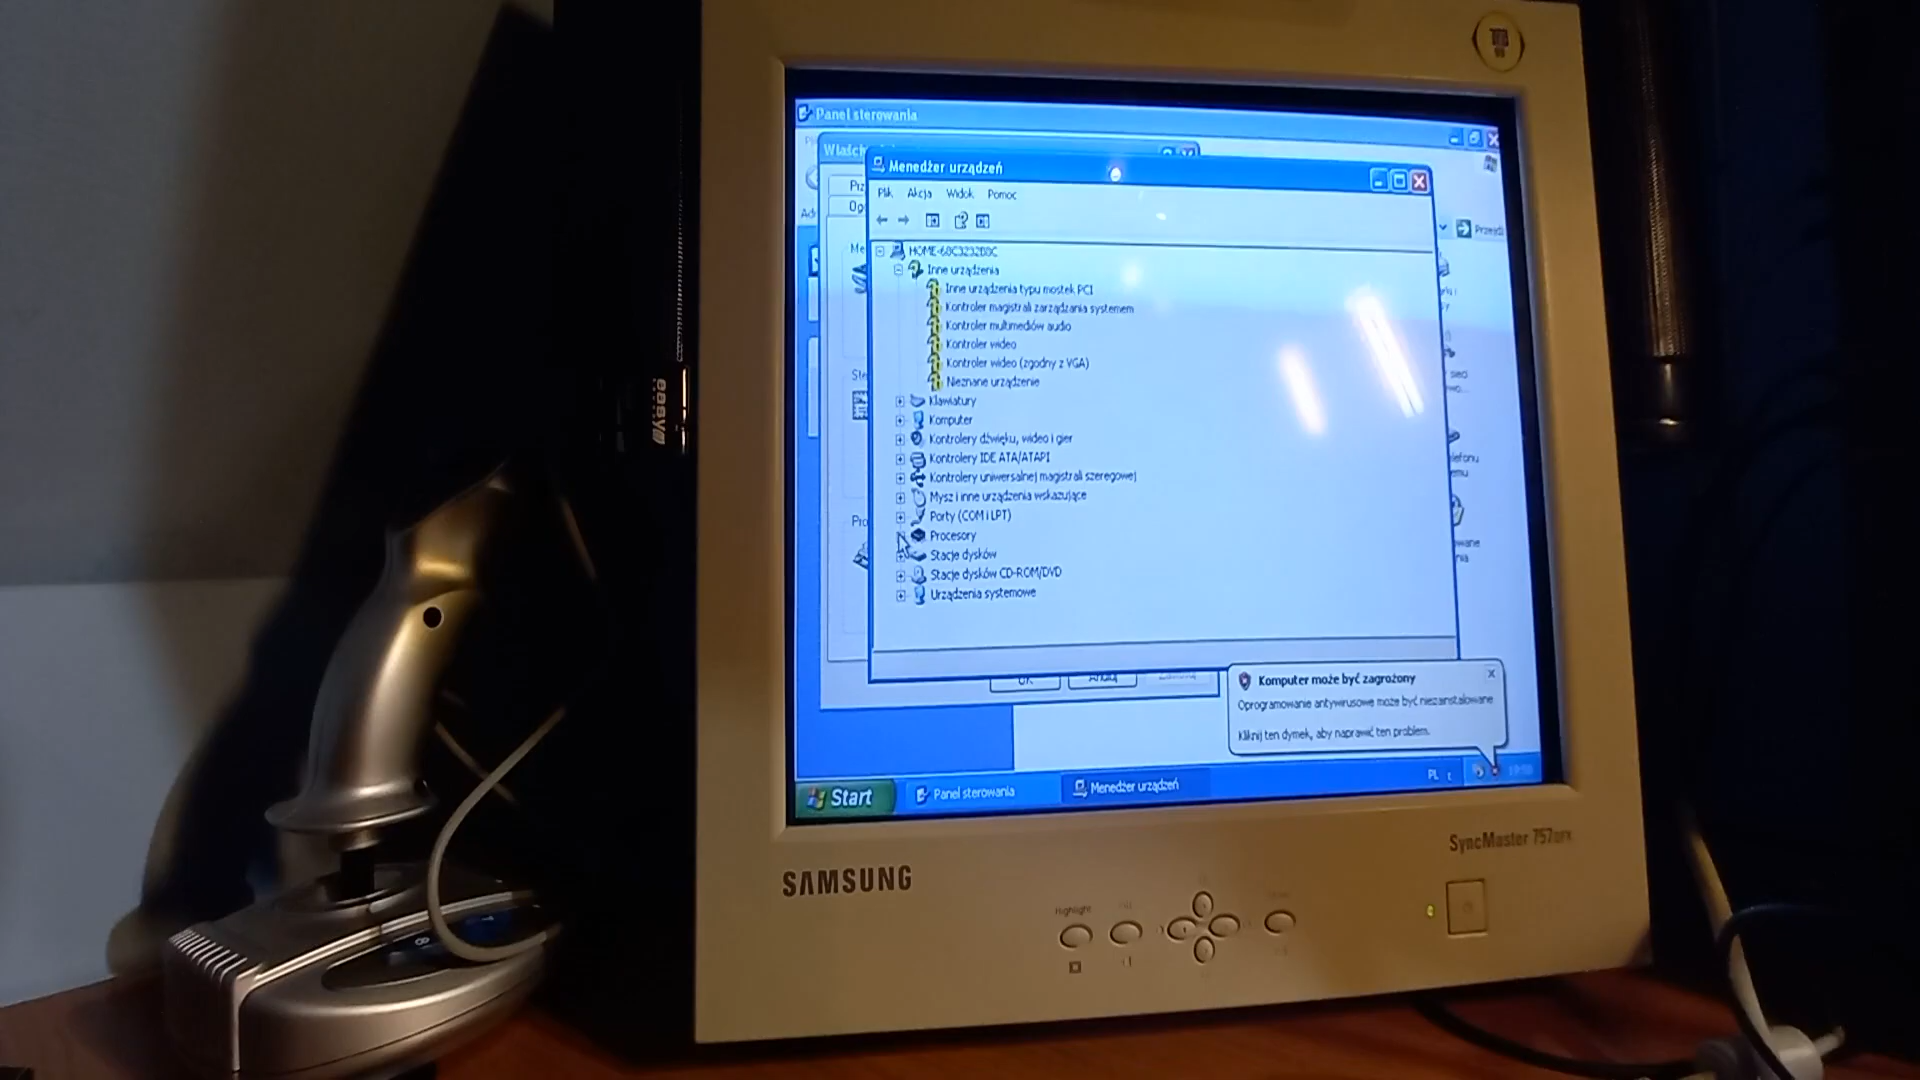 Panel sterowania
Menedżer urządzeń
Plik Akcja Widok Pomoc
Przejdź
HOME-68C3232B8C
Inne urządzenia
Inne urządzenia typu mostek PCI
Kontroler magistrali zarządzania systemem
Kontroler multimediów audio
Kontroler wideo
Kontroler wideo (zgodny z VGA)
Nieznane urządzenie
Klawiatury
Komputer
Kontrolery dźwięku, wideo i gier
Kontrolery IDE ATA/ATAPI
Kontrolery uniwersalnej magistrali szeregowej
Mysz i inne urządzenia wskazujące
Porty (COM i LPT)
Procesory
Stacje dysków
Stacje dysków CD-ROM/DVD
Urządzenia systemowe
OK Anuluj
Komputer może być zagrożony
Oprogramowanie antywirusowe może być niezainstalowane
Kliknij ten dymek, aby naprawić ten problem.
Start Panel sterowania Menedżer urządzeń PL
easy
SyncMaster 757DFX
SAMSUNG
Highlight